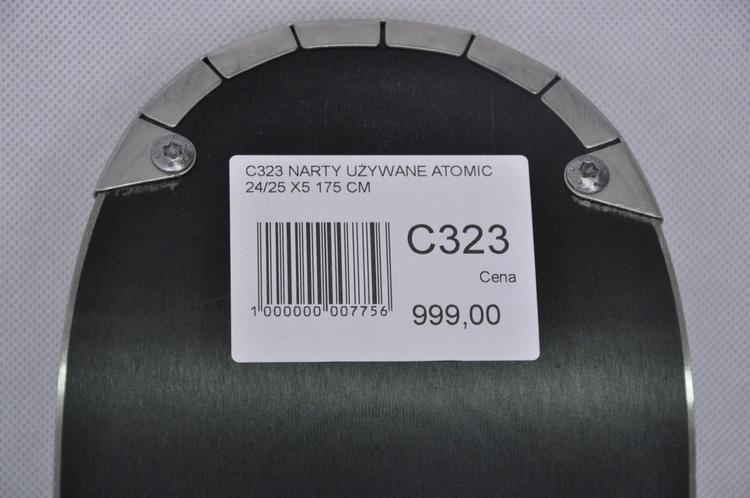 C323 NARTY UŻYWANE ATOMIC
24/25 X5 175 CM
C323
Cena
999,00
1 000000 007756